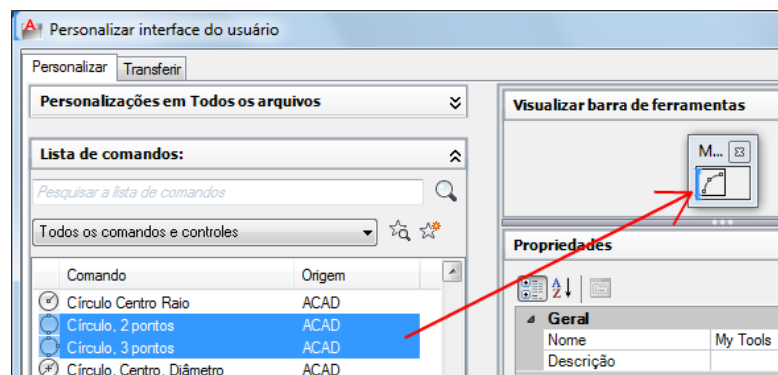 Personalizar interface do usuário
Personalizar Transferir
Personalizações em Todos os arquivos
Lista de comandos:
Pesquisar a lista de comandos
Todos os comandos e controles
Comando Origem
Círculo Centro Raio ACAD
Círculo, 2 pontos ACAD
Círculo, 3 pontos ACAD
Círculo, Centro, Diâmetro ACAD
Visualizar barra de ferramentas
M...
Propriedades
Geral
Nome My Tools
Descrição